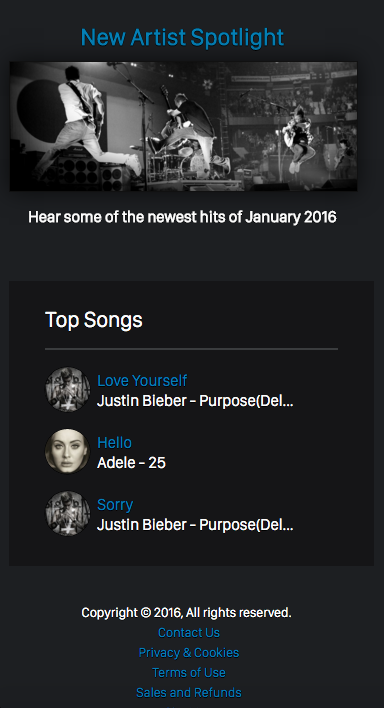 New Artist Spotlight
Hear some of the newest hits of January 2016
Top Songs
Love Yourself
Justin Bieber - Purpose(Del...
Hello
Adele - 25
Sorry
Justin Bieber - Purpose(Del...
Copyright © 2016, All rights reserved.
Contact Us
Privacy & Cookies
Terms of Use
Sales and Refunds